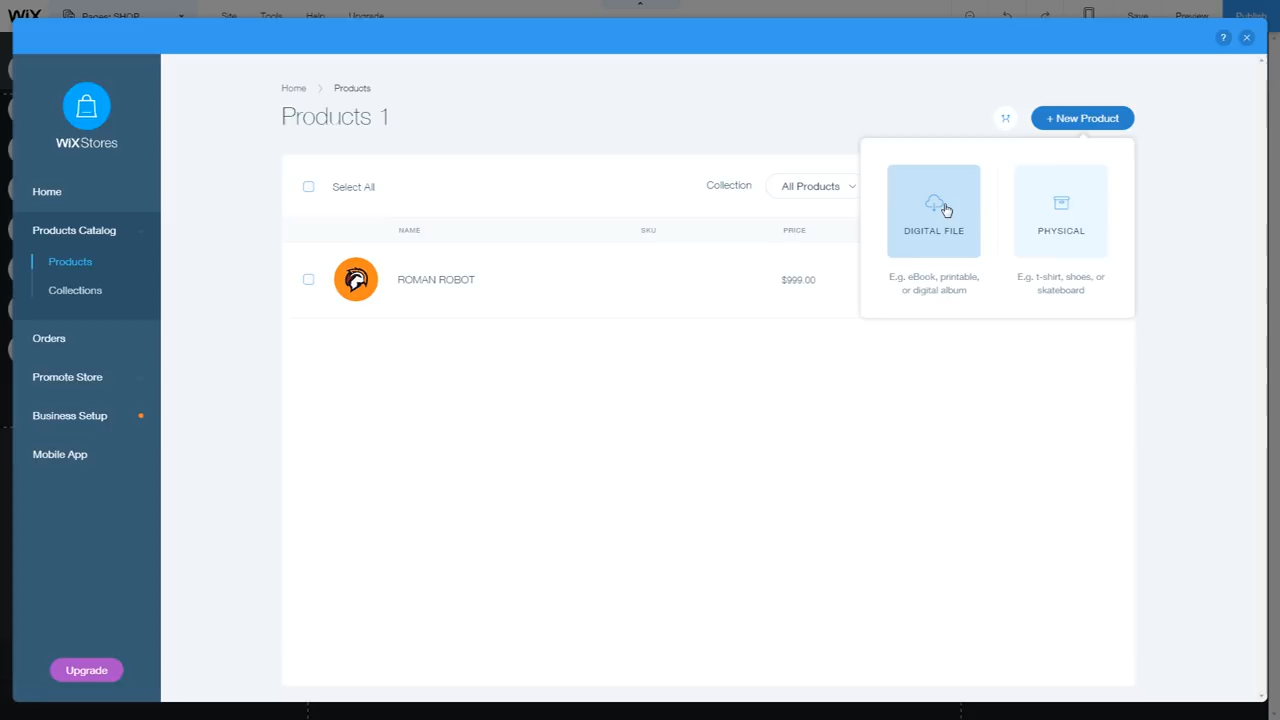 WiX
Pages: SHOP
Site
Tools
Help
Upgrade
Save
Preview
Publish
?
WiXStores
Home
Products Catalog
Products
Collections
Orders
Promote Store
Business Setup
Mobile App
Upgrade
Home > Products
Products 1
+ New Product
Select All
Collection
All Products
NAME
SKU
PRICE
ROMAN ROBOT
$999.00
DIGITAL FILE
E.g. eBook, printable,
or digital album
PHYSICAL
E.g. t-shirt, shoes, or
skateboard